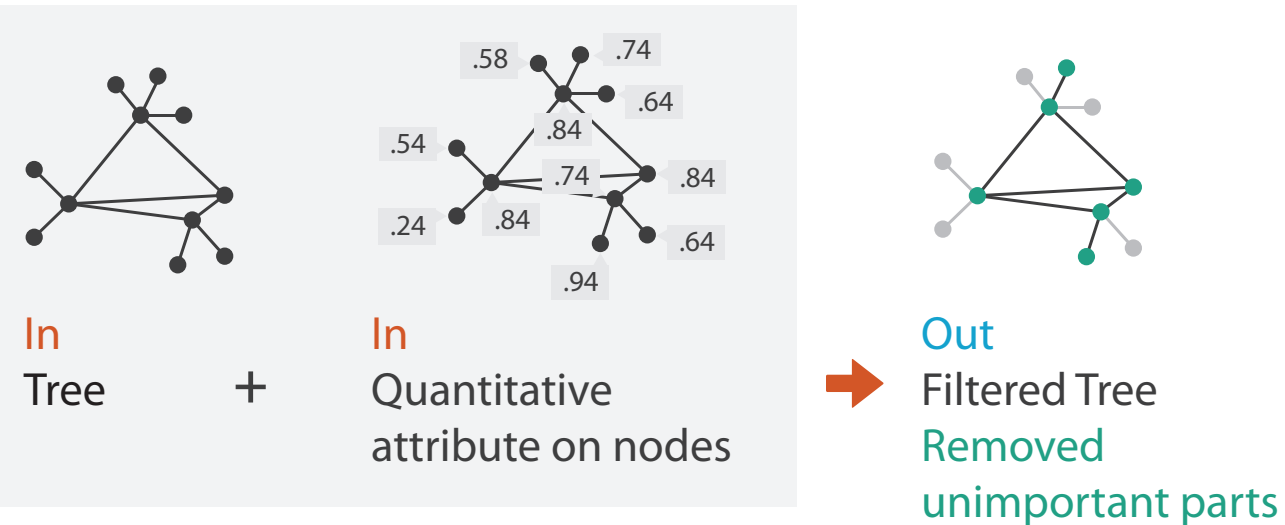 .58
.74
.64
.84
.54
.74
.84
.24
.84
.64
.94
In
Tree
+
In
Quantitative
attribute on nodes
Out
Filtered Tree
Removed
unimportant parts